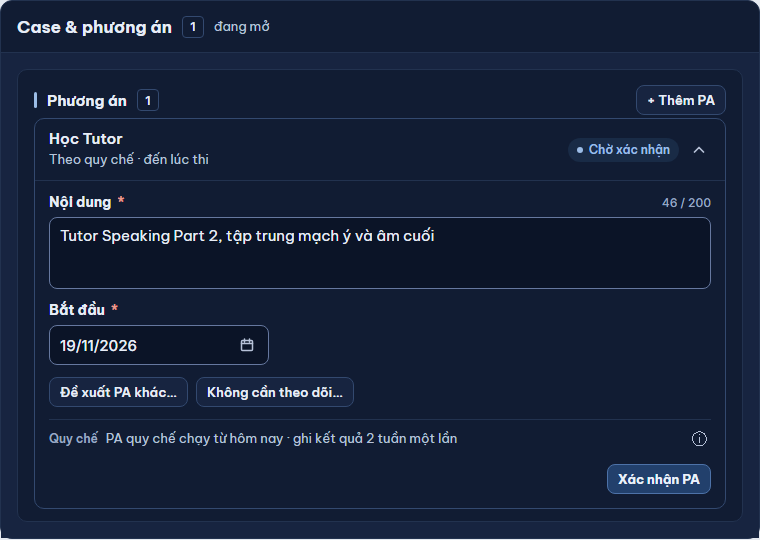 Case & phương án 1 đang mở
Phương án 1
+ Thêm PA
Học Tutor
Theo quy chế · đến lúc thi
Chờ xác nhận
Nội dung *
46 / 200
Tutor Speaking Part 2, tập trung mạch ý và âm cuối
Bắt đầu *
19/11/2026
Đề xuất PA khác...
Không cần theo dõi...
Quy chế PA quy chế chạy từ hôm nay · ghi kết quả 2 tuần một lần
Xác nhận PA